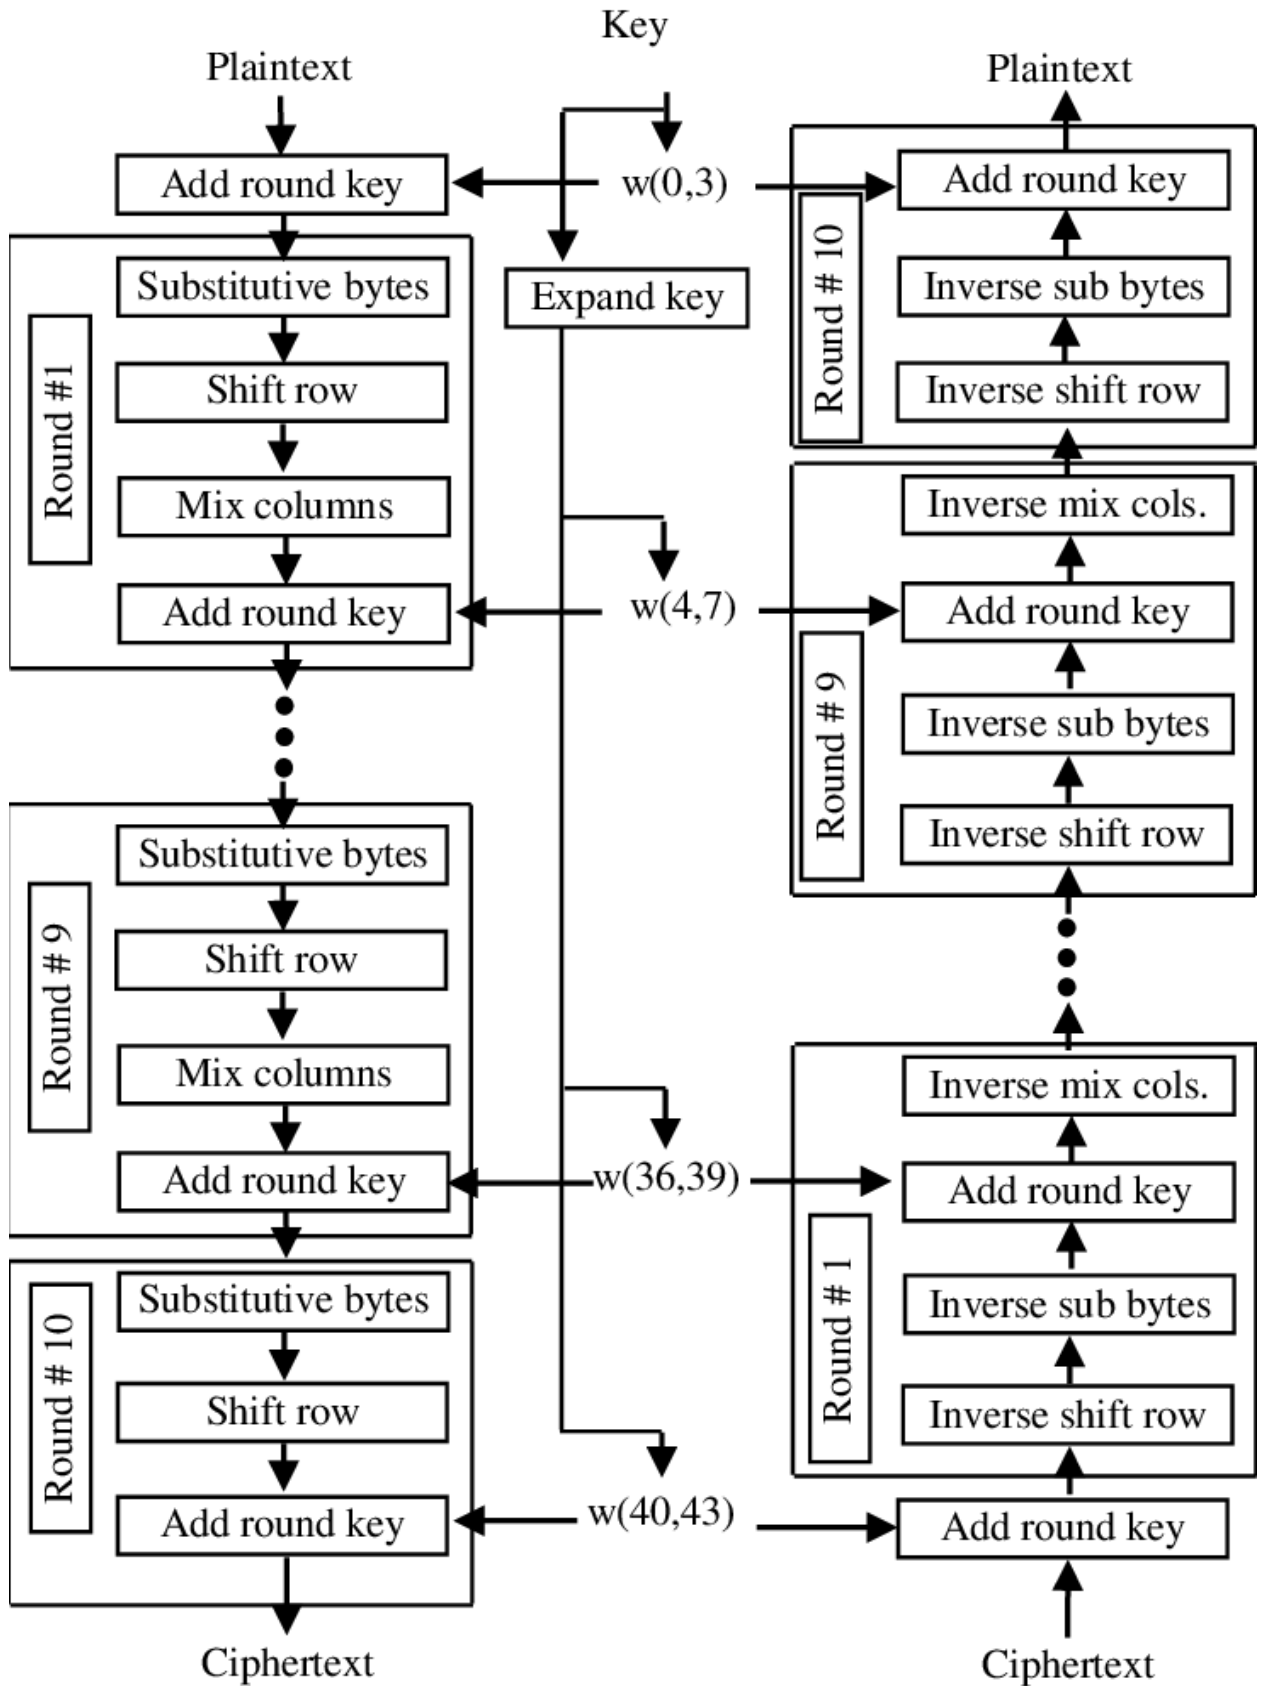 Key
Plaintext
Plaintext
Add round key
w(0,3)
Add round key
Substitutive bytes
Expand key
Inverse sub bytes
Round #1
Shift row
Round # 10
Inverse shift row
Mix columns
Inverse mix cols.
Add round key
w(4,7)
Add round key
Round # 9
Inverse sub bytes
Substitutive bytes
Inverse shift row
Round # 9
Shift row
Mix columns
Inverse mix cols.
Add round key
w(36,39)
Add round key
Substitutive bytes
Round # 1
Inverse sub bytes
Round # 10
Shift row
Inverse shift row
Add round key
w(40,43)
Add round key
Ciphertext
Ciphertext